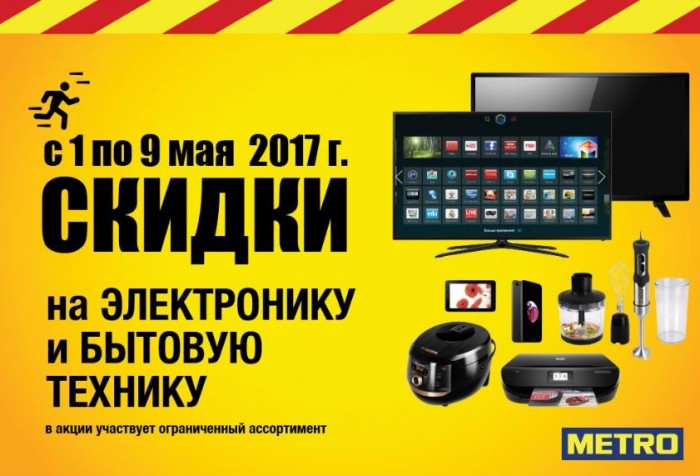 с 1 по 9 мая 2017 г.
СКИДКИ
на ЭЛЕКТРОНИКУ
и БЫТОВУЮ
ТЕХНИКУ
в акции участвует ограниченный ассортимент
METRO